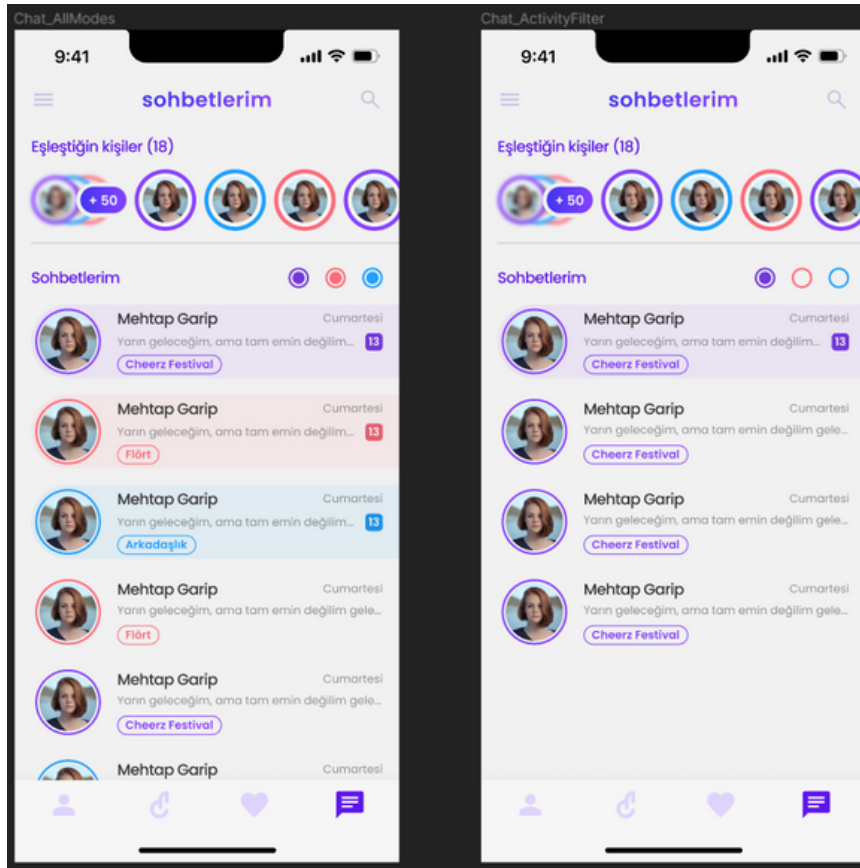 Chat_AllModes
9:41
sohbetlerim
Eşleştiğin kişiler (18)
+ 50
Sohbetlerim
Mehtap Garip
Cumartesi
Yarın geleceğim, ama tam emin değilim...
13
Cheerz Festival
Mehtap Garip
Cumartesi
Yarın geleceğim, ama tam emin değilim...
13
Flört
Mehtap Garip
Cumartesi
Yarın geleceğim, ama tam emin değilim...
13
Arkadaşlık
Mehtap Garip
Cumartesi
Yarın geleceğim, ama tam emin değilim gele...
Flört
Mehtap Garip
Cumartesi
Yarın geleceğim, ama tam emin değilim gele...
Cheerz Festival
Mehtap Garip
Cumartesi
Chat_ActivityFilter
9:41
sohbetlerim
Eşleştiğin kişiler (18)
+ 50
Sohbetlerim
Mehtap Garip
Cumartesi
Yarın geleceğim, ama tam emin değilim...
13
Cheerz Festival
Mehtap Garip
Cumartesi
Yarın geleceğim, ama tam emin değilim gele...
Cheerz Festival
Mehtap Garip
Cumartesi
Yarın geleceğim, ama tam emin değilim gele...
Cheerz Festival
Mehtap Garip
Cumartesi
Yarın geleceğim, ama tam emin değilim gele...
Cheerz Festival